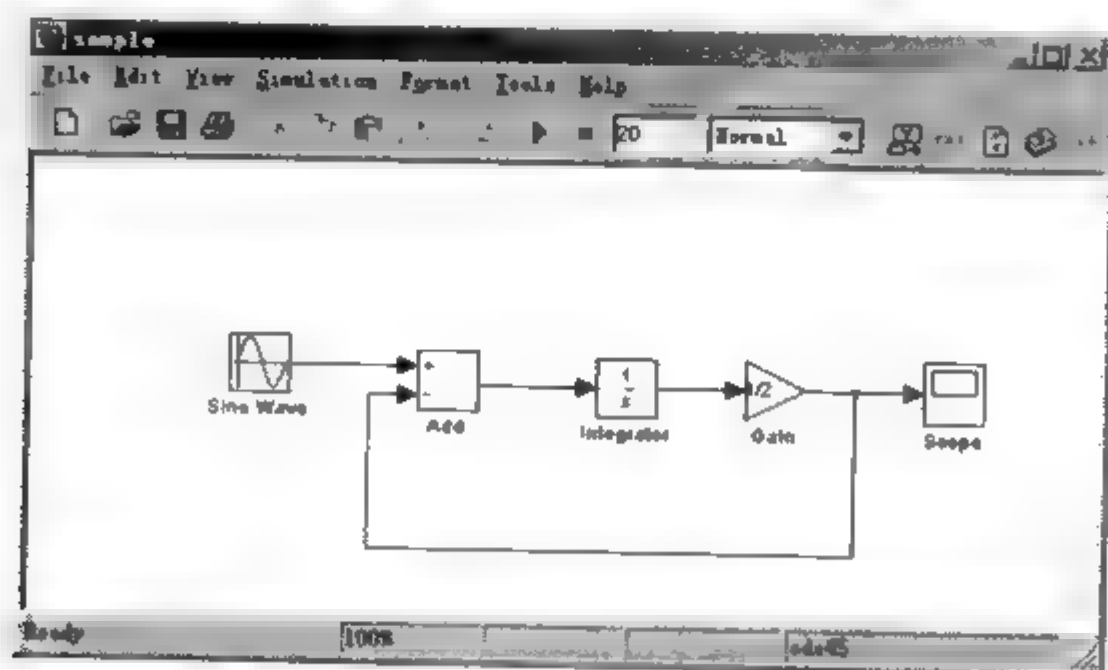 sample
File Edit View Simulation Format Tools Help
20 Normal
+
-
1
s
1/2
Sine Wave
Add
Integrator
Gain
Scope
Ready
100%
ode45